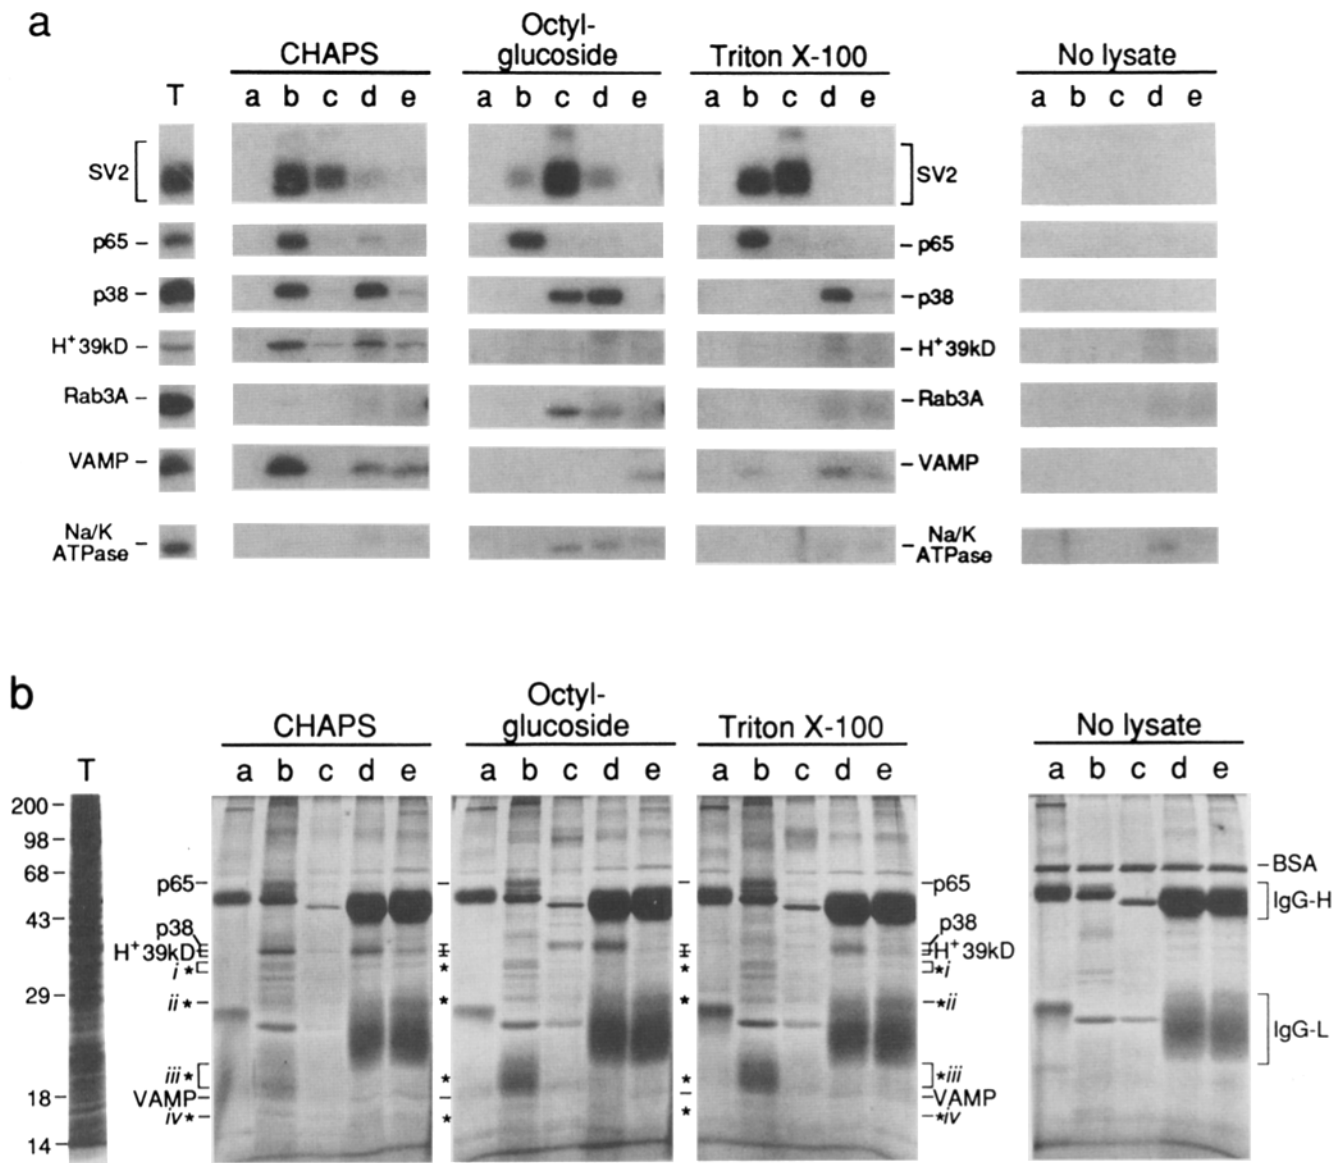 a
CHAPS
Octyl-
glucoside
Triton X-100
No lysate
T a b c d e a b c d e a b c d e a b c d e
SV2 SV2
p65 – – p65
p38 – – p38
H+ 39kD – – H+ 39kD
Rab3A – – Rab3A
VAMP – – VAMP
Na/K
ATPase –
– Na/K
ATPase
b
CHAPS
Octyl-
glucoside
Triton X-100
No lysate
T a b c d e a b c d e a b c d e a b c d e
200
98
68
43
29
18
14
p65
p38
H+ 39kD
i ★
ii ★
iii ★
VAMP
iv ★
★
★
★
★
★
★
★
★
p65
p38
H+ 39kD
★ i
★ ii
★ iii
VAMP
★ iv
BSA
IgG-H
IgG-L